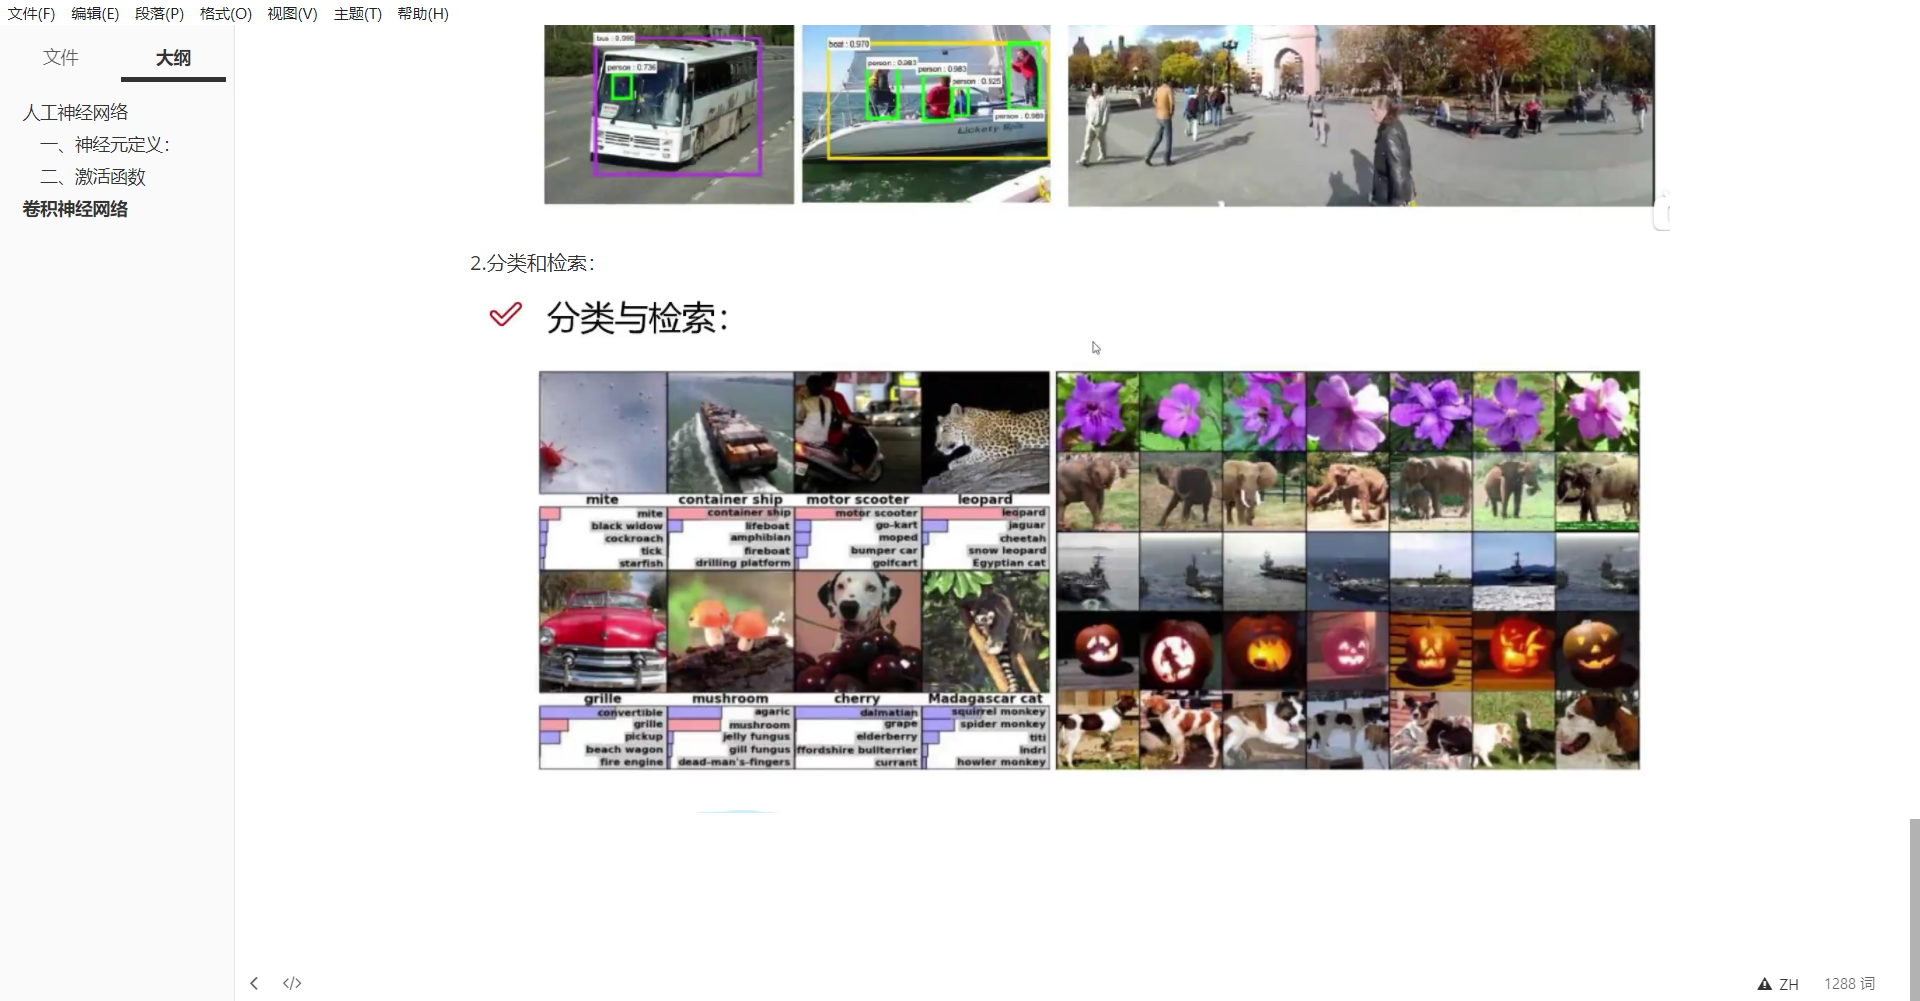 文件(F) 编辑(E) 段落(P) 格式(O) 视图(V) 主题(T) 帮助(H)
文件 大纲
人工神经网络
一、神经元定义：
二、激活函数
卷积神经网络
bus : 0.996
person : 0.736
boat : 0.970
person : 0.983
person : 0.983
person : 0.925
person : 0.989
2.分类和检索：
分类与检索：
mite container ship motor scooter leopard
mite
black widow
cockroach
tick
starfish
container ship
lifeboat
amphibian
fireboat
drilling platform
motor scooter
go-kart
moped
bumper car
golfcart
leopard
jaguar
cheetah
snow leopard
Egyptian cat
grille mushroom cherry Madagascar cat
convertible
grille
pickup
beach wagon
fire engine
agaric
mushroom
jelly fungus
gill fungus
dead-man's-fingers
dalmatian
grape
elderberry
ffordshire bullterrier
currant
squirrel monkey
spider monkey
titi
indri
howler monkey
</> ZH 1288 词